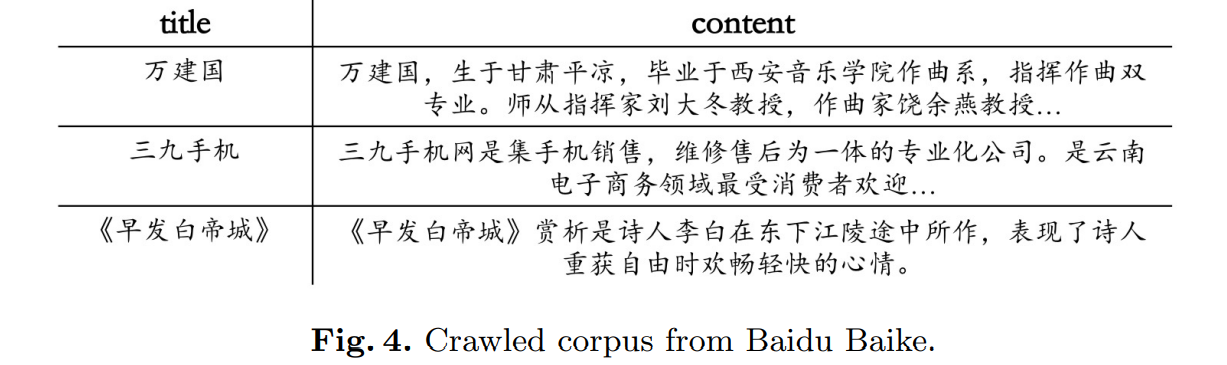 title content
万建国 万建国，生于甘肃平凉，毕业于西安音乐学院作曲系，指挥作曲双
专业。师从指挥家刘大冬教授，作曲家饶余燕教授...
三九手机 三九手机网是集手机销售，维修售后为一体的专业化公司。是云南
电子商务领域最受消费者欢迎...
《早发白帝城》 《早发白帝城》赏析是诗人李白在东下江陵途中所作，表现了诗人
重获自由时欢畅轻快的心情。
Fig. 4. Crawled corpus from Baidu Baike.